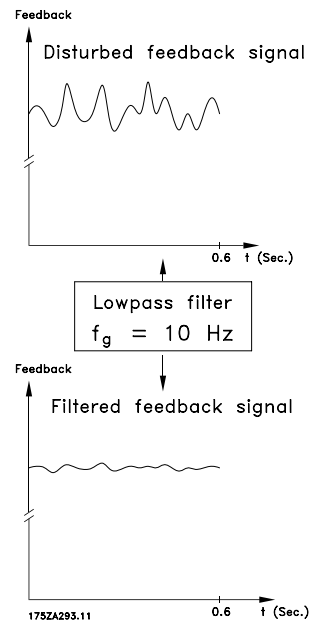 Feedback
Disturbed feedback signal
0.6 t (Sec.)
Lowpass filter
fg = 10 Hz
Feedback
Filtered feedback signal
0.6 t (Sec.)
175ZA293.11